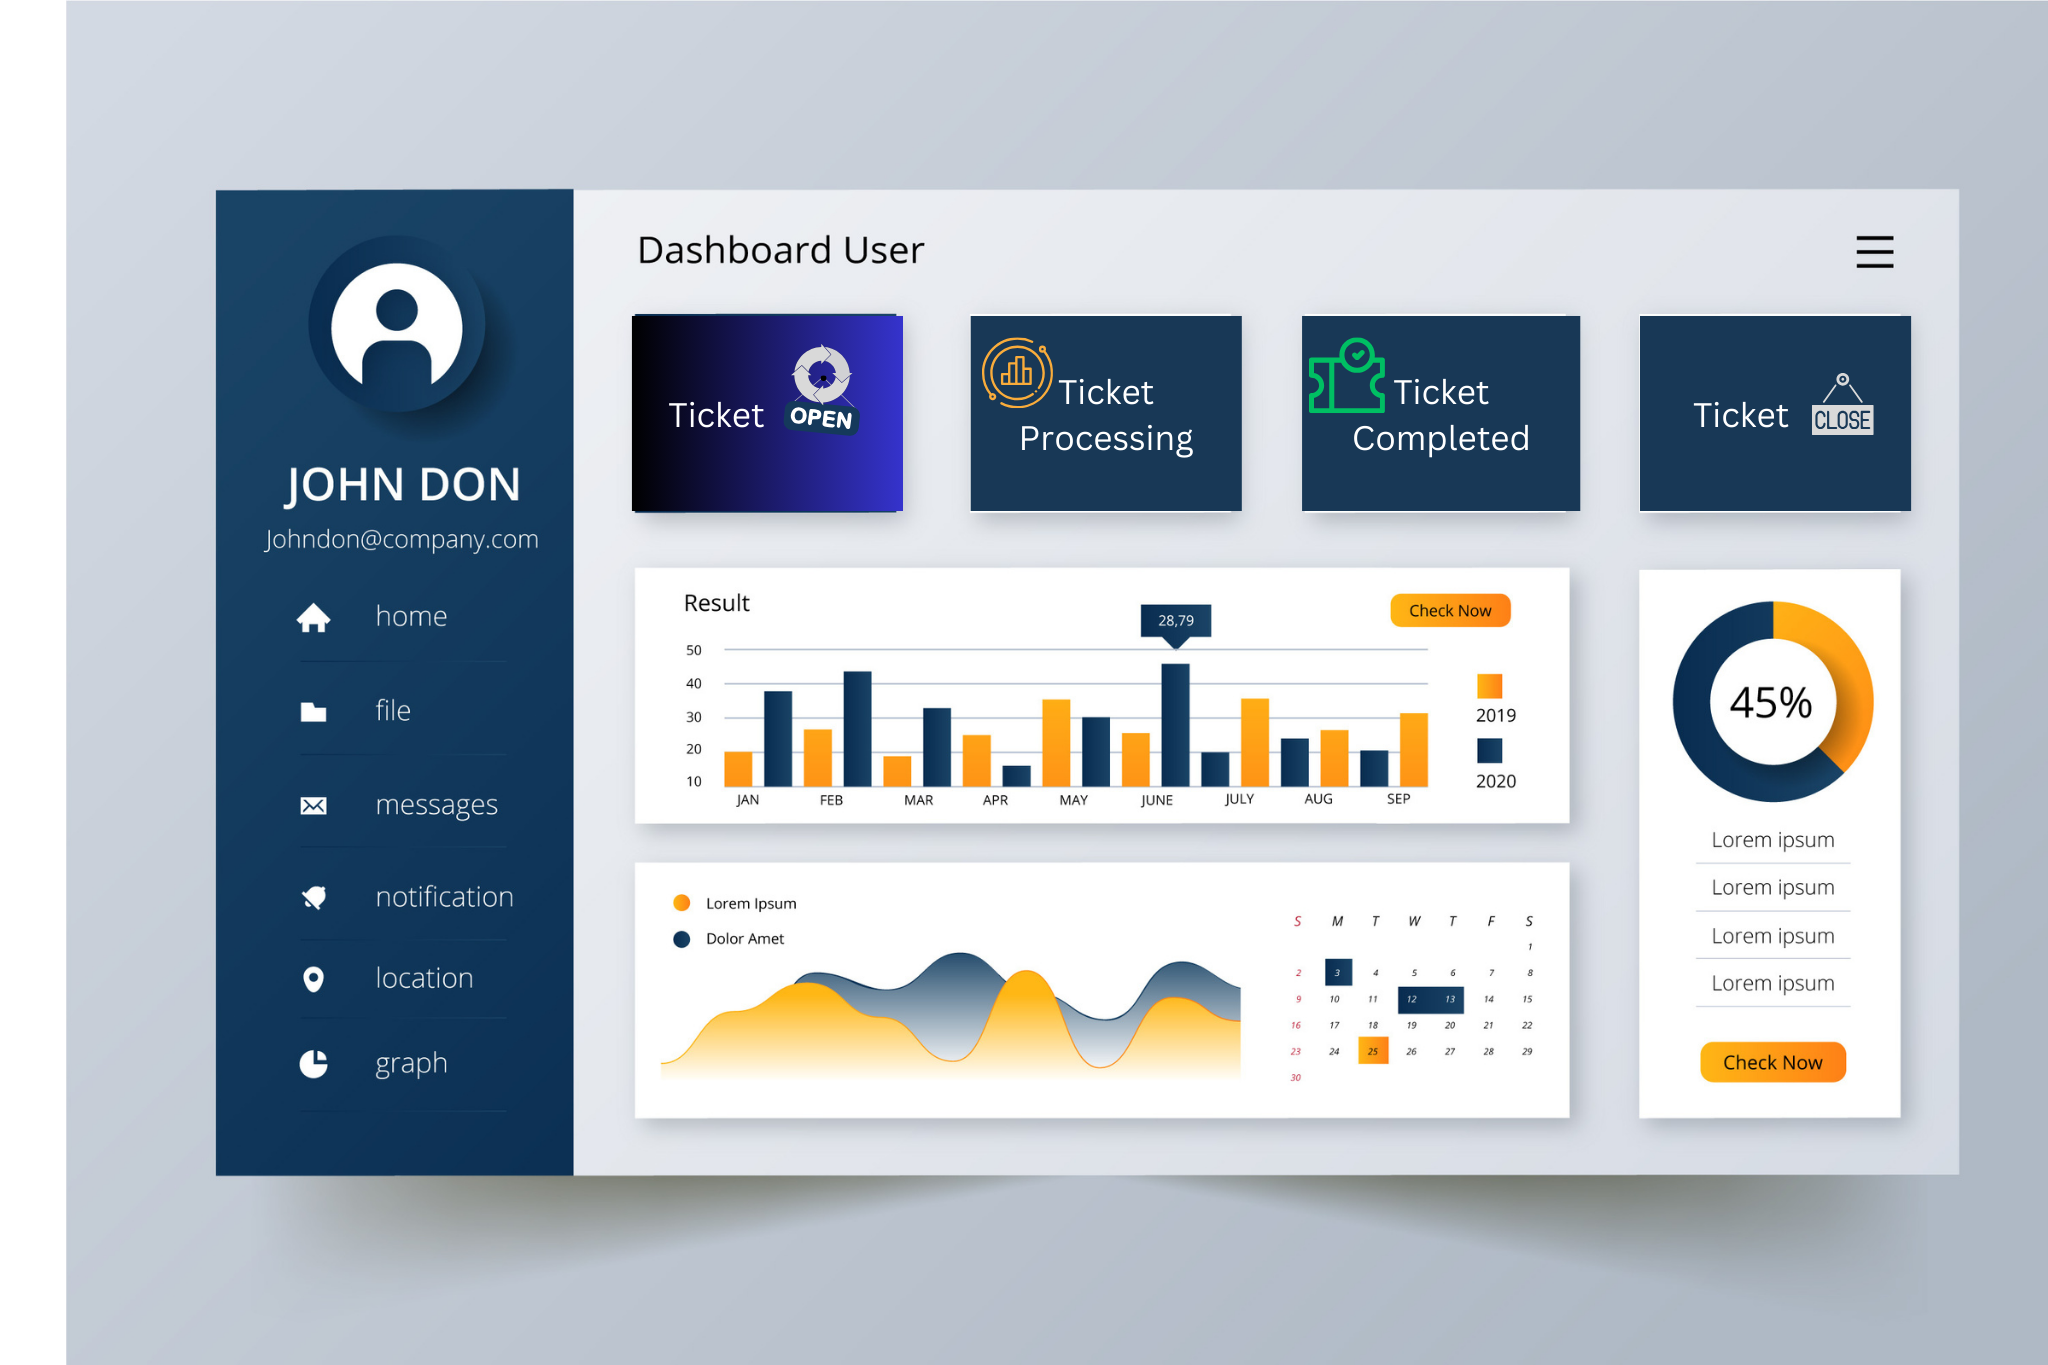 JOHN DON
Johndon@company.com
home
file
messages
notification
location
graph
Dashboard User
Ticket OPEN
Ticket
Processing
Ticket
Completed
Ticket CLOSE
Result
28,79
Check Now
50
40
30
20
10
JAN FEB MAR APR MAY JUNE JULY AUG SEP
2019
2020
45%
Lorem ipsum
Lorem ipsum
Lorem ipsum
Lorem ipsum
Check Now
Lorem Ipsum
Dolor Amet
S M T W T F S
1
2 3 4 5 6 7 8
9 10 11 12 13 14 15
16 17 18 19 20 21 22
23 24 25 26 27 28 29
30